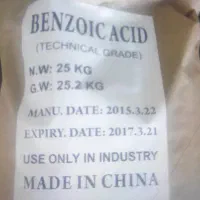 BENZOIC ACID
(TECHNICAL GRADE)
N.W: 25 KG
G.W: 25.2 KG
MANU. DATE: 2015.3.22
EXPIRY. DATE: 2017.3.21
USE ONLY IN INDUSTRY
MADE IN CHINA